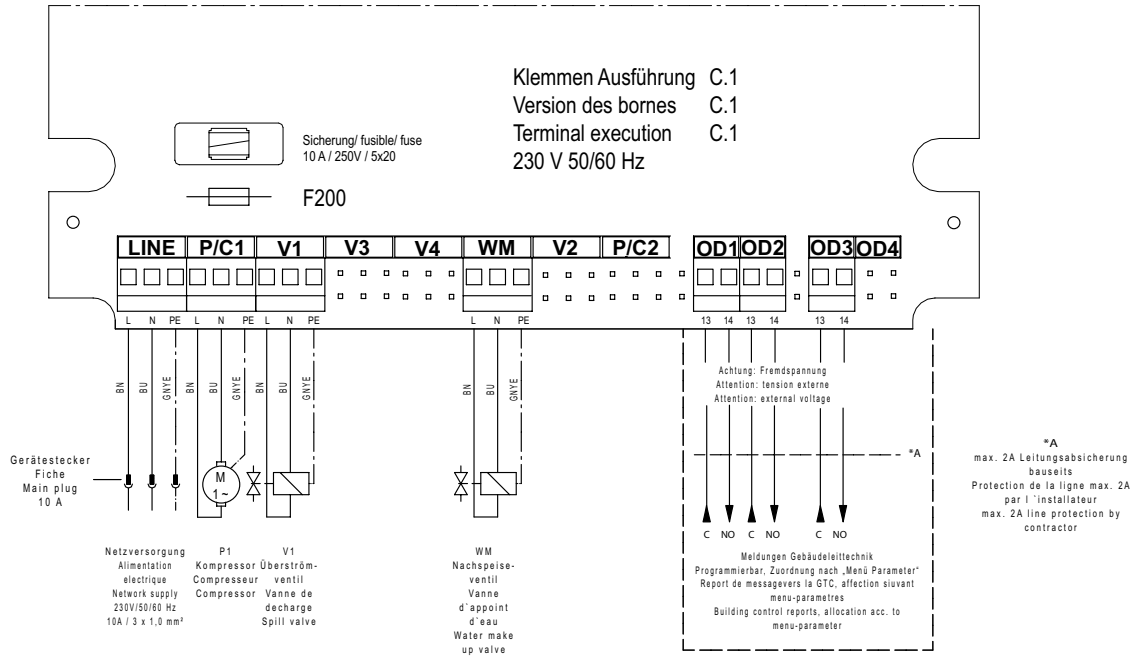 Klemmen Ausführung C.1
Version des bornes C.1
Terminal execution C.1
230 V 50/60 Hz
Sicherung/ fusible/ fuse
10 A / 250V / 5x20
F200
LINE P/C1 V1 V3 V4 WM V2 P/C2 OD1 OD2 OD3 OD4
L N PE L N PE L N PE L N PE 13 14 13 14 13 14
BN BU GNYE BN BU GNYE BN BU GNYE
Achtung: Fremdspannung
Attention: tension externe
Attention: external voltage
*A
Gerätestecker
Fiche
Main plug
10 A
M
1 ~
C NO C NO C NO
*A
max. 2A Leitungsabsicherung
bauseits
Protection de la ligne max. 2A
par l `installateur
max. 2A line protection by
contractor
Netzversorgung
Alimentation
electrique
Network supply
230V/50/60 Hz
10A / 3 x 1,0 mm²
P1
Kompressor
Compresseur
Compressor
V1
Überström-
ventil
Vanne de
decharge
Spill valve
WM
Nachspeise-
ventil
Vanne
d`appoint
d`eau
Water make
up valve
Meldungen Gebäudeleittechnik
Programmierbar, Zuordnung nach „Menü Parameter“
Report de messagevers la GTC, affection siuvant
menu-parametres
Building control reports, allocation acc. to
menu-parameter